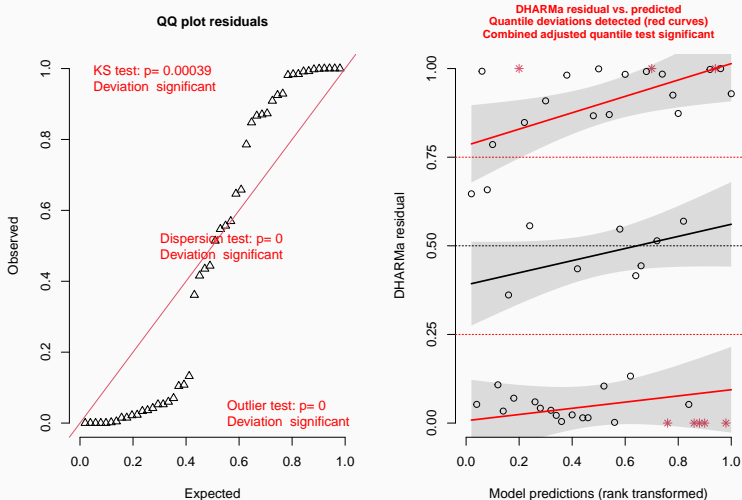 QQ plot residuals
KS test: p= 0.00039
Deviation significant
Dispersion test: p= 0
Deviation significant
Outlier test: p= 0
Deviation significant
Observed
0.0
0.2
0.4
0.6
0.8
1.0
0.0 0.2 0.4 0.6 0.8 1.0
Expected
DHARMa residual vs. predicted
Quantile deviations detected (red curves)
Combined adjusted quantile test significant
DHARMa residual
0.00
0.25
0.50
0.75
1.00
0.0 0.2 0.4 0.6 0.8 1.0
Model predictions (rank transformed)